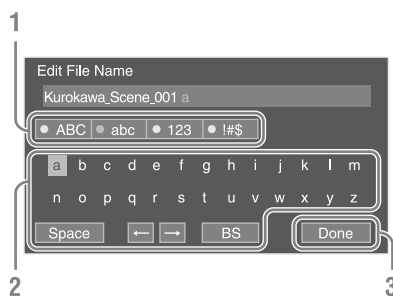 1
Edit File Name
Kurokawa_Scene_001 a
ABC abc 123 !#$
a b c d e f g h i j k l m
n o p q r s t u v w x y z
Space ← → BS Done
2 3